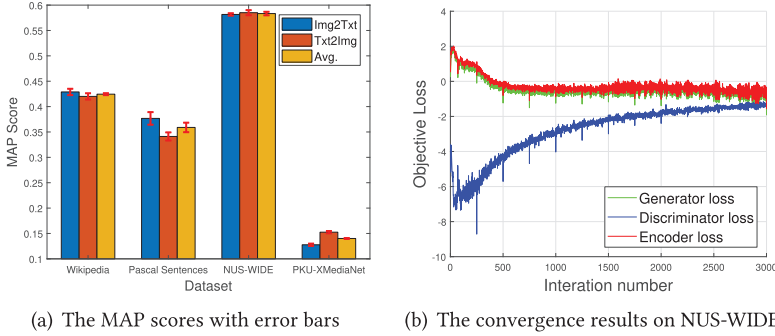 0.6
0.55
0.5
0.45
0.4
0.35
0.3
0.25
0.2
0.15
0.1
MAP Score
Img2Txt
Txt2Img
Avg.
Wikipedia
Pascal Sentences
NUS-WIDE
PKU-XMediaNet
Dataset
(a) The MAP scores with error bars
4
2
0
-2
-4
-6
-8
-10
Objective Loss
Generator loss
Discriminator loss
Encoder loss
0
500
1000
1500
2000
2500
3000
Interation number
(b) The convergence results on NUS-WIDE